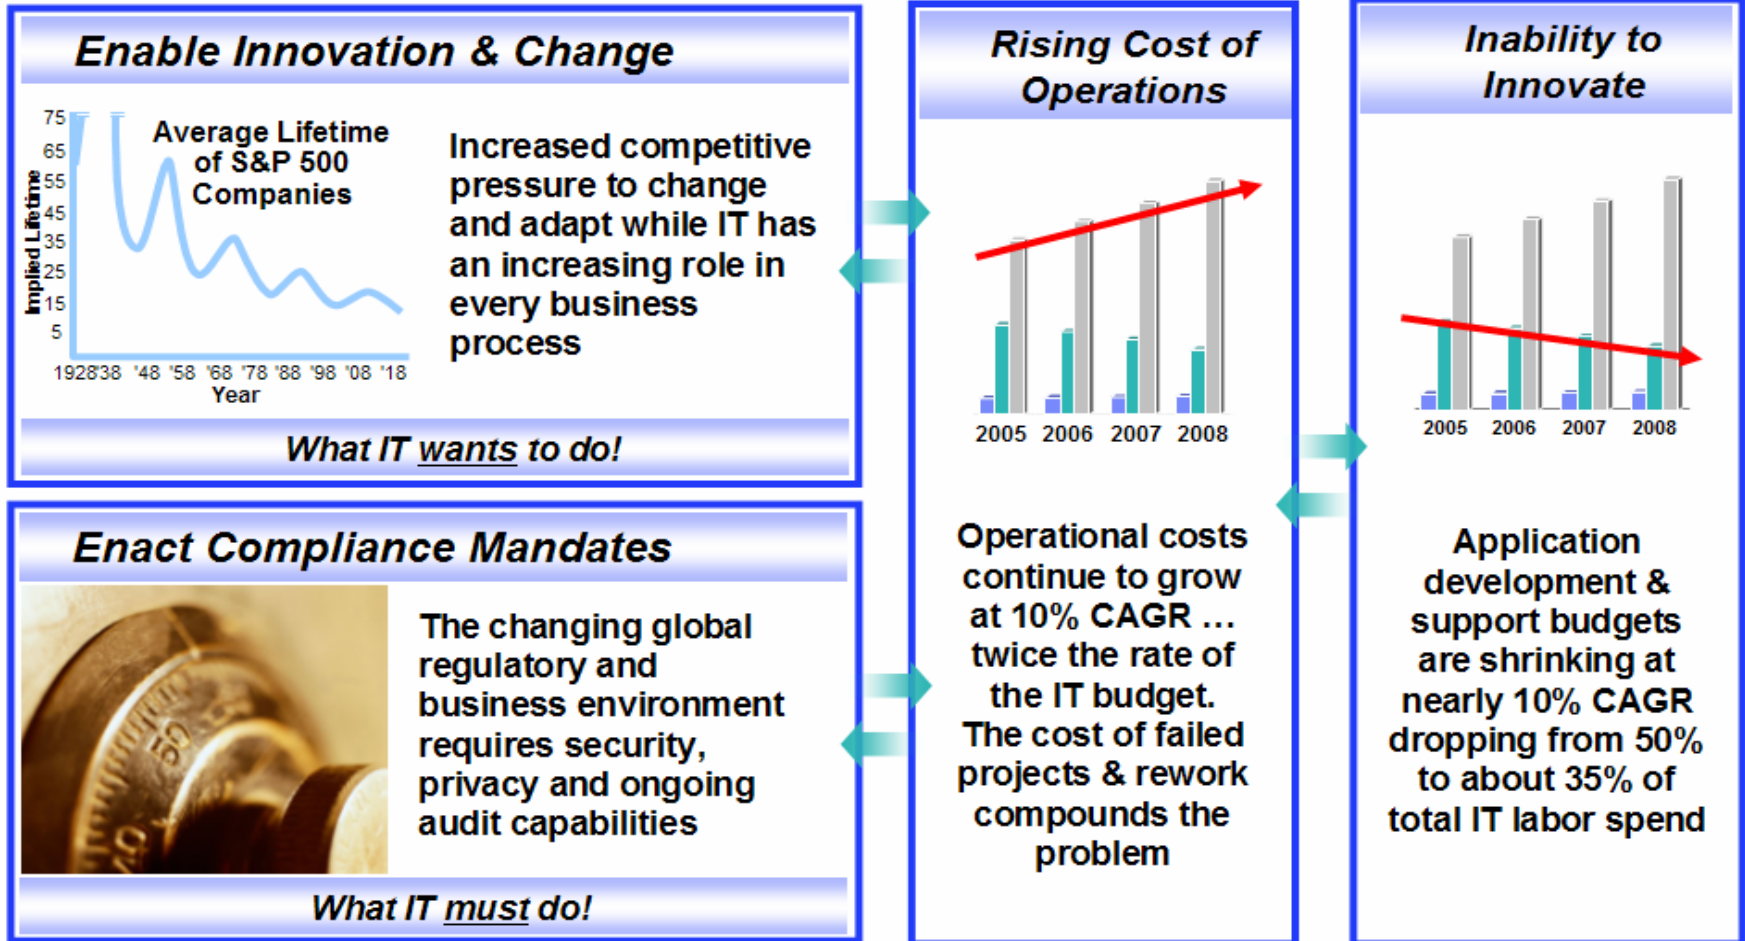 Enable Innovation & Change
Average Lifetime
of S&P 500
Companies
Implied Lifetime
75
65
55
45
35
25
15
5
1928 '38 '48 '58 '68 '78 '88 '98 '08 '18
Year
Increased competitive
pressure to change
and adapt while IT has
an increasing role in
every business
process
What IT wants to do!
Enact Compliance Mandates
50
The changing global
regulatory and
business environment
requires security,
privacy and ongoing
audit capabilities
What IT must do!
Rising Cost of
Operations
2005 2006 2007 2008
Operational costs
continue to grow
at 10% CAGR …
twice the rate of
the IT budget.
The cost of failed
projects & rework
compounds the
problem
Inability to
Innovate
2005 2006 2007 2008
Application
development &
support budgets
are shrinking at
nearly 10% CAGR
dropping from 50%
to about 35% of
total IT labor spend